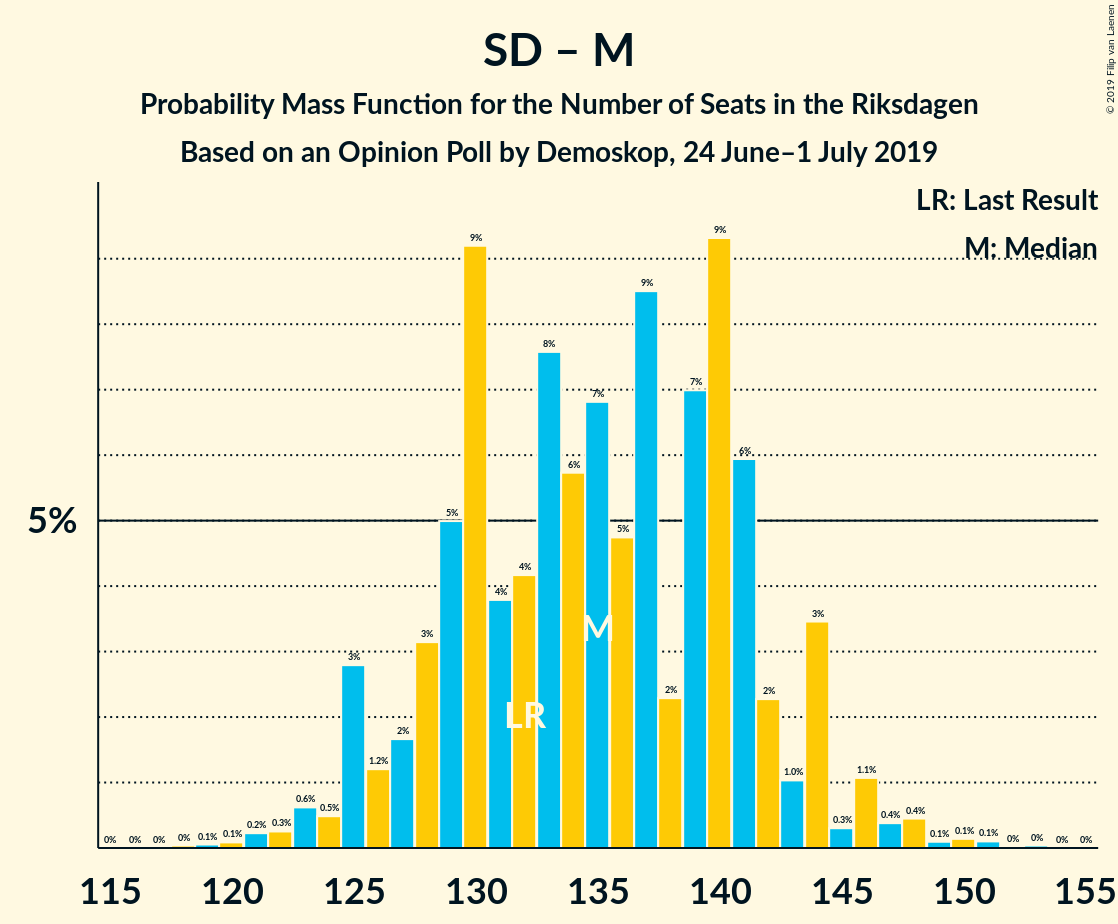 SD – M
Probability Mass Function for the Number of Seats in the Riksdagen
Based on an Opinion Poll by Demoskop, 24 June–1 July 2019
© 2019 Filip van Laenen
LR: Last Result
M: Median
5%
0% 0% 0% 0% 0.1% 0.1% 0.2% 0.3% 0.6% 0.5% 3% 1.2% 2% 3% 5% 9% 4% 4% 8% 6% 7% 5% 9% 2% 7% 9% 6% 2% 1.0% 3% 0.3% 1.1% 0.4% 0.4% 0.1% 0.1% 0.1% 0% 0% 0% 0%
M
LR
115 120 125 130 135 140 145 150 155